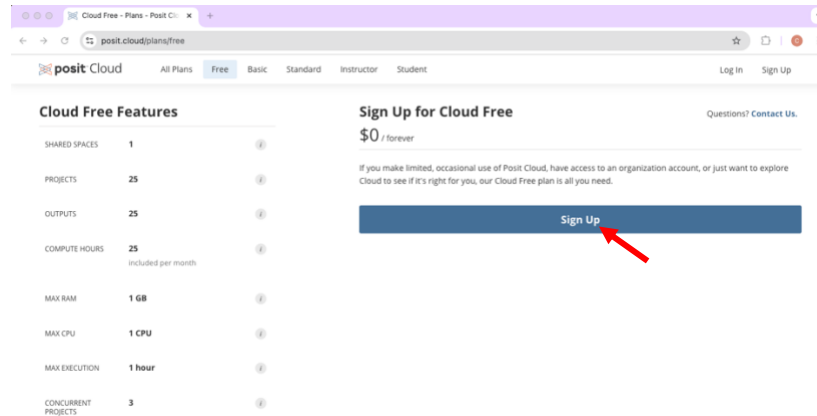 Cloud Free - Plans - Posit Clo
posit.cloud/plans/free
posit Cloud All Plans Free Basic Standard Instructor Student Log In Sign Up
Cloud Free Features
SHARED SPACES 1
PROJECTS 25
OUTPUTS 25
COMPUTE HOURS 25
included per month
MAX RAM 1 GB
MAX CPU 1 CPU
MAX EXECUTION 1 hour
CONCURRENT PROJECTS 3
Sign Up for Cloud Free
Questions? Contact Us.
$0 / forever
If you make limited, occasional use of Posit Cloud, have access to an organization account, or just want to explore
Cloud to see if it's right for you, our Cloud Free plan is all you need.
Sign Up